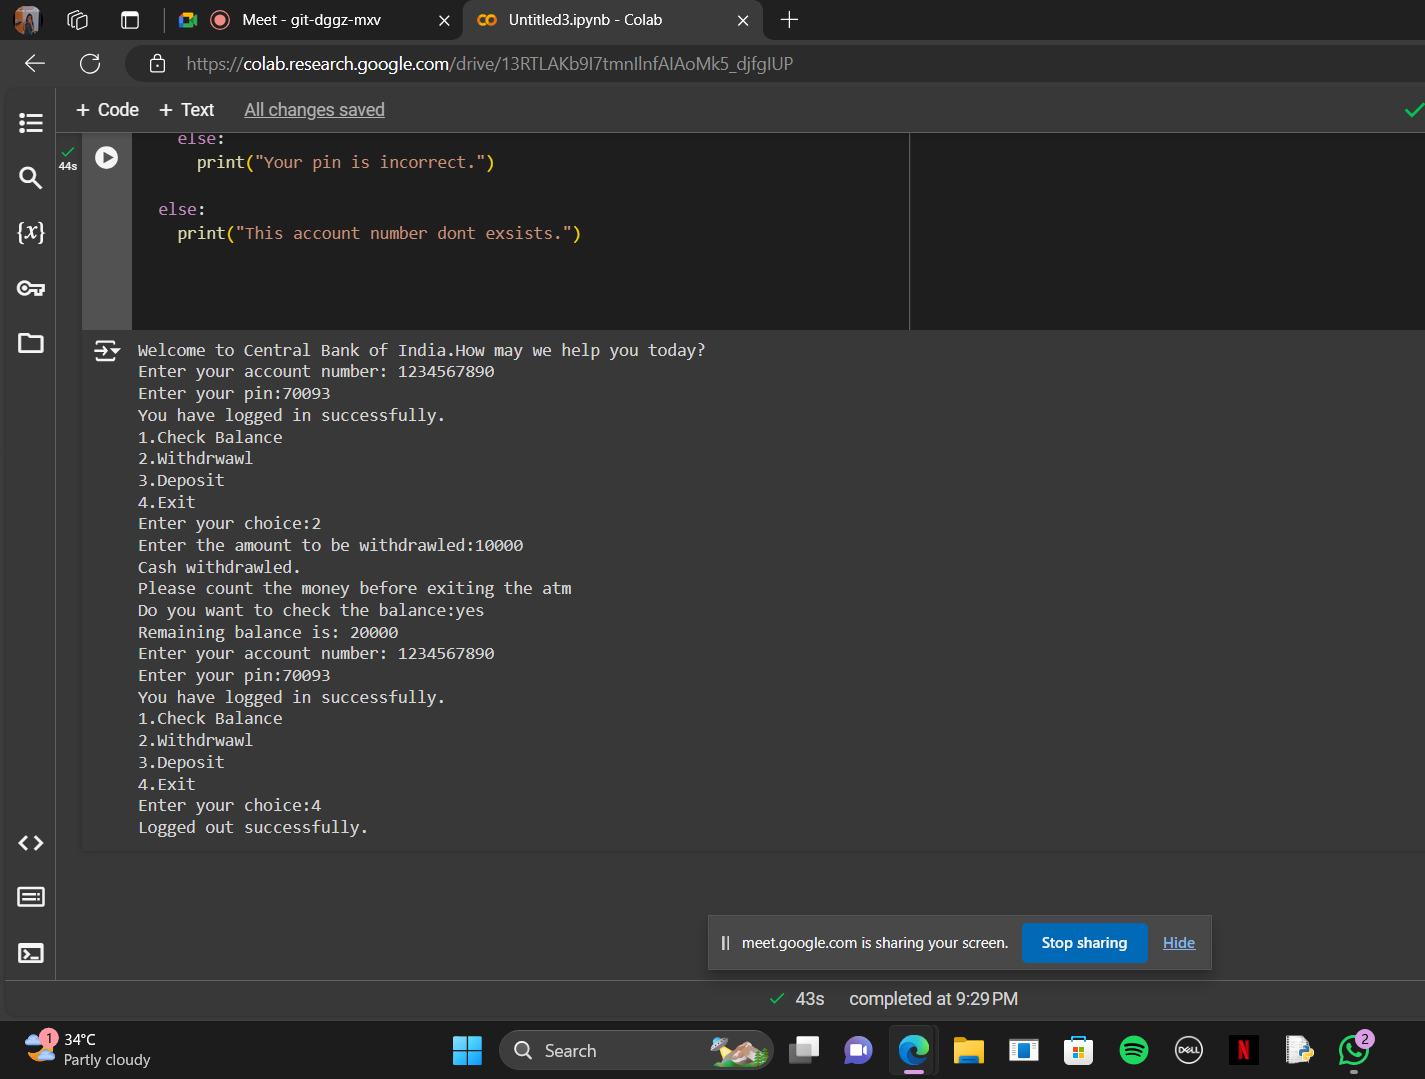 Meet - git-dggz-mxv
Untitled3.ipynb - Colab
https://colab.research.google.com/drive/13RTLAKb9I7tmnIlnfAIAoMk5_djfgIUP
+ Code + Text All changes saved
else:
44s
print("Your pin is incorrect.")
else:
print("This account number dont exsists.")
{x}
Welcome to Central Bank of India.How may we help you today?
Enter your account number: 1234567890
Enter your pin:70093
You have logged in successfully.
1.Check Balance
2.Withdrwawl
3.Deposit
4.Exit
Enter your choice:2
Enter the amount to be withdrawled:10000
Cash withdrawled.
Please count the money before exiting the atm
Do you want to check the balance:yes
Remaining balance is: 20000
Enter your account number: 1234567890
Enter your pin:70093
You have logged in successfully.
1.Check Balance
2.Withdrwawl
3.Deposit
4.Exit
Enter your choice:4
Logged out successfully.
meet.google.com is sharing your screen. Stop sharing Hide
43s completed at 9:29 PM
1
34°C
Partly cloudy
Search
DELL
N
2